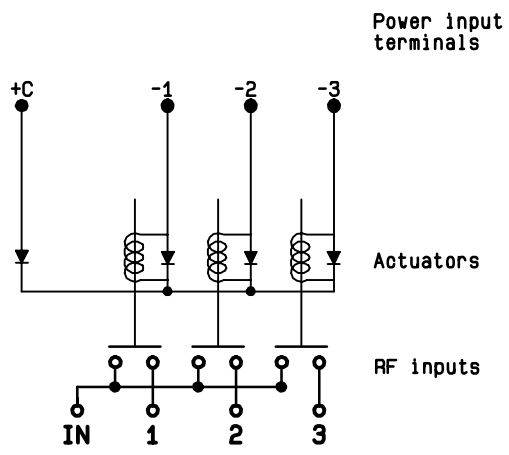 Power input
terminals
+C -1 -2 -3
Actuators
RF inputs
IN 1 2 3